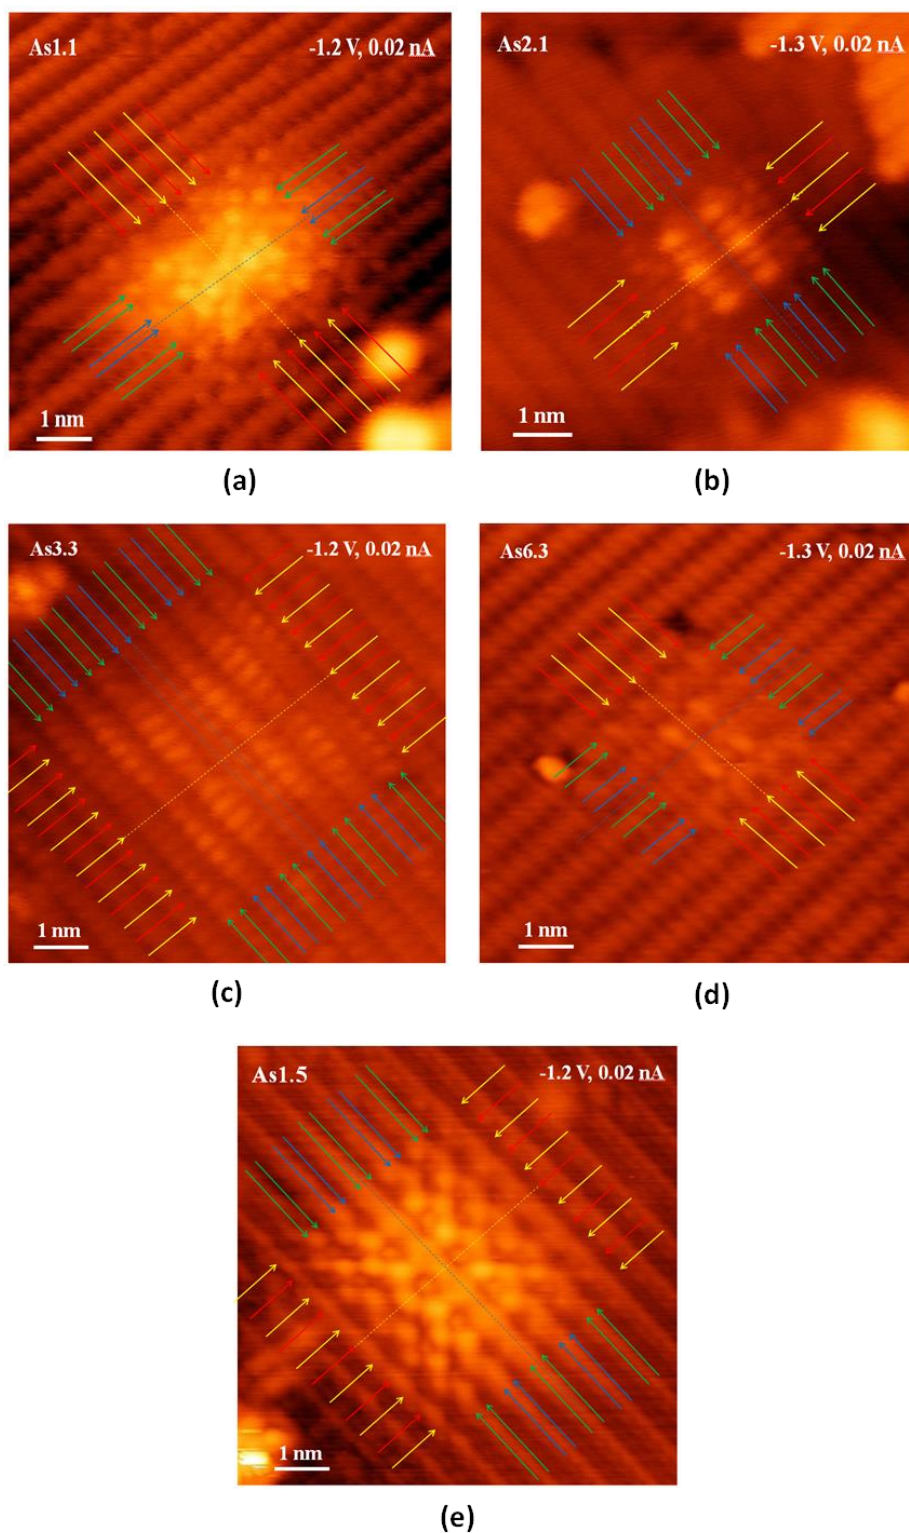 As1.1 -1.2 V, 0.02 nA
1 nm
(a)
As2.1 -1.3 V, 0.02 nA
1 nm
(b)
As3.3 -1.2 V, 0.02 nA
1 nm
(c)
As6.3 -1.3 V, 0.02 nA
1 nm
(d)
As1.5 -1.2 V, 0.02 nA
1 nm
(e)